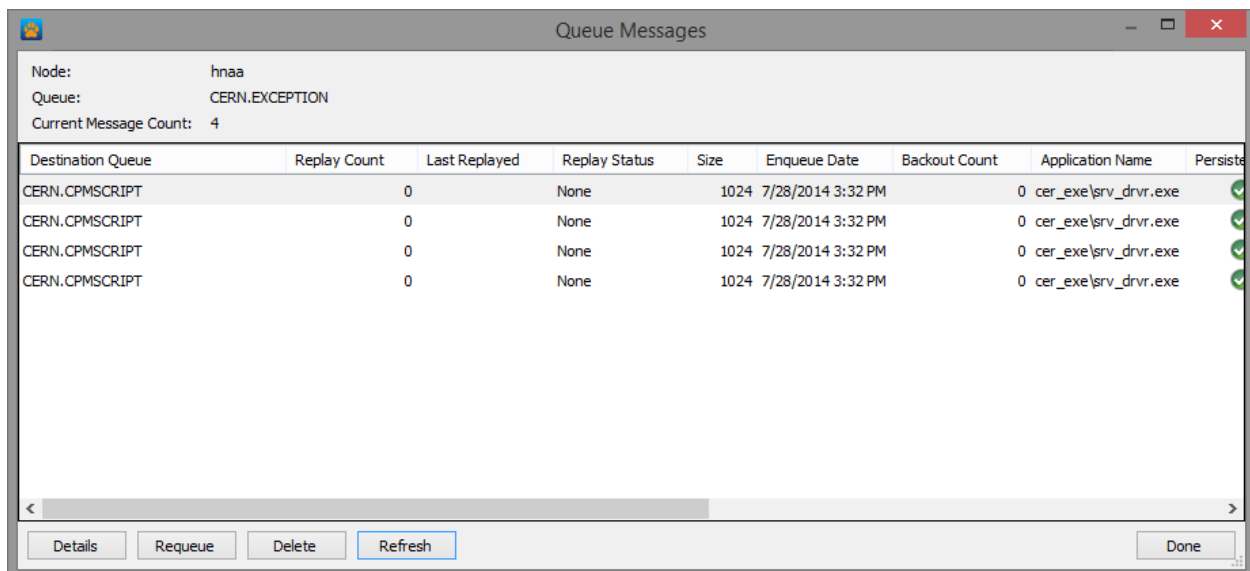 Queue Messages
Node: hnaa
Queue: CERN.EXCEPTION
Current Message Count: 4
Destination Queue Replay Count Last Replayed Replay Status Size Enqueue Date Backout Count Application Name Persiste
CERN.CPMSCRIPT 0 None 1024 7/28/2014 3:32 PM 0 cer_exe\srv_drvr.exe
CERN.CPMSCRIPT 0 None 1024 7/28/2014 3:32 PM 0 cer_exe\srv_drvr.exe
CERN.CPMSCRIPT 0 None 1024 7/28/2014 3:32 PM 0 cer_exe\srv_drvr.exe
CERN.CPMSCRIPT 0 None 1024 7/28/2014 3:32 PM 0 cer_exe\srv_drvr.exe
Details Requeue Delete Refresh Done